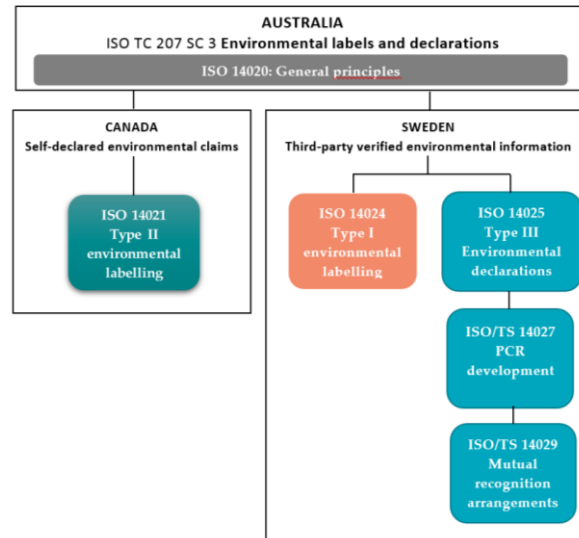 AUSTRALIA
ISO TC 207 SC 3 Environmental labels and declarations
ISO 14020: General principles
CANADA
Self-declared environmental claims
ISO 14021
Type II
environmental
labelling
SWEDEN
Third-party verified environmental information
ISO 14024
Type I
environmental
labelling
ISO 14025
Type III
Environmental
declarations
ISO/TS 14027
PCR
development
ISO/TS 14029
Mutual
recognition
arrangements